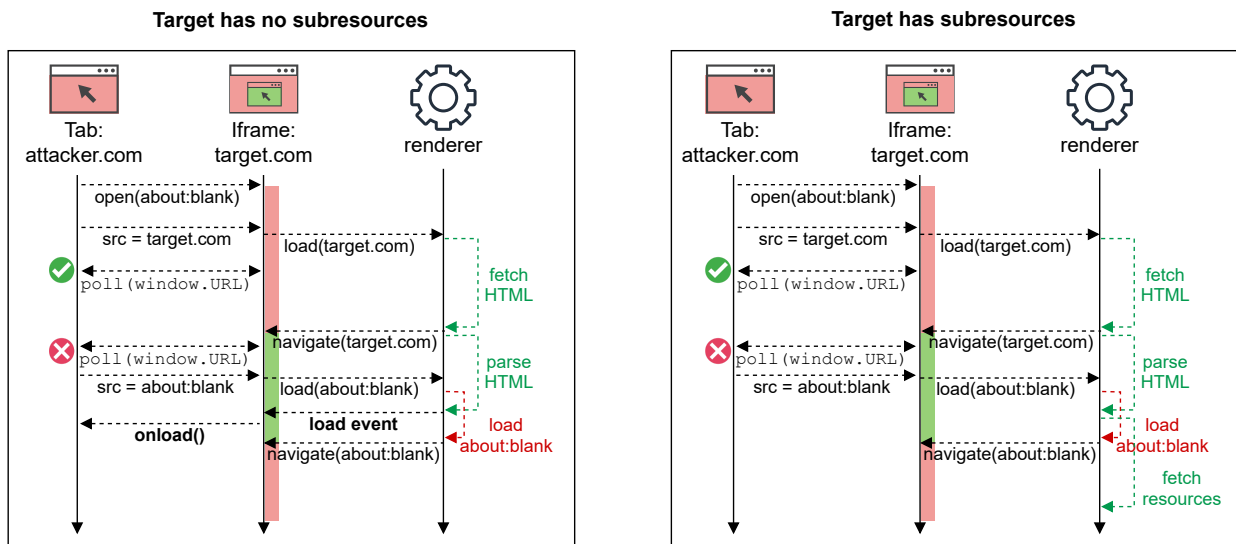 Target has no subresources
Tab:
attacker.com
Iframe:
target.com
renderer
open(about:blank)
src = target.com
load(target.com)
fetch
HTML
poll(window.URL)
navigate(target.com)
poll(window.URL)
parse
HTML
src = about:blank
load(about:blank)
load event
onload()
load
about:blank
navigate(about:blank)
Target has subresources
Tab:
attacker.com
Iframe:
target.com
renderer
open(about:blank)
src = target.com
load(target.com)
fetch
HTML
poll(window.URL)
navigate(target.com)
poll(window.URL)
parse
HTML
src = about:blank
load(about:blank)
load
about:blank
navigate(about:blank)
fetch
resources